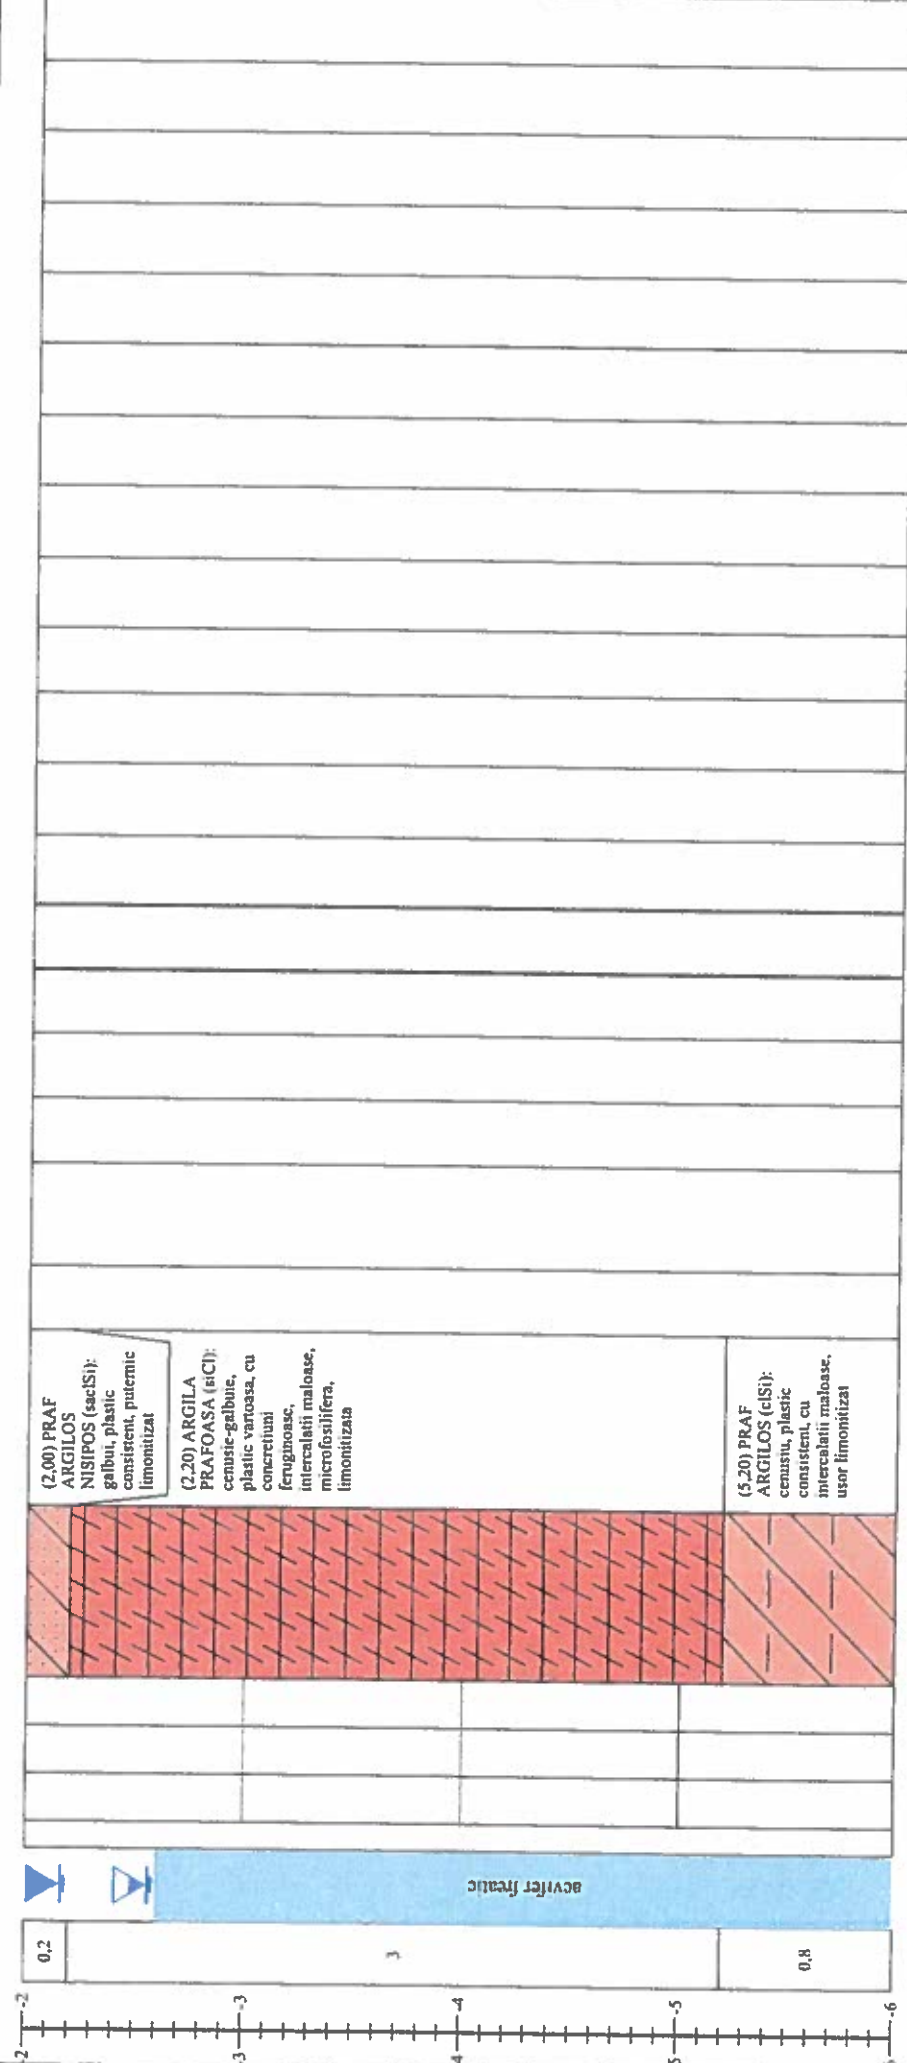 (2,00) PRAF
ARGILOS
NISIPOS (saclSi):
galbui, plastic
consistent, puternic
limonitizat
(2,20) ARGILA
PRAFOASA (siCl):
cenusie-galbuie,
plastic vartoasa, cu
concretiuni
feruginoase,
intercalatii maloase,
microfosilifera,
limonitizata
(5,20) PRAF
ARGILOS (clSi):
cenusiu, plastic
consistent, cu
intercalatii maloase,
usor limonitizat
acvifer freatic
0,2
3
0,8
-2
-3
-4
-5
-6